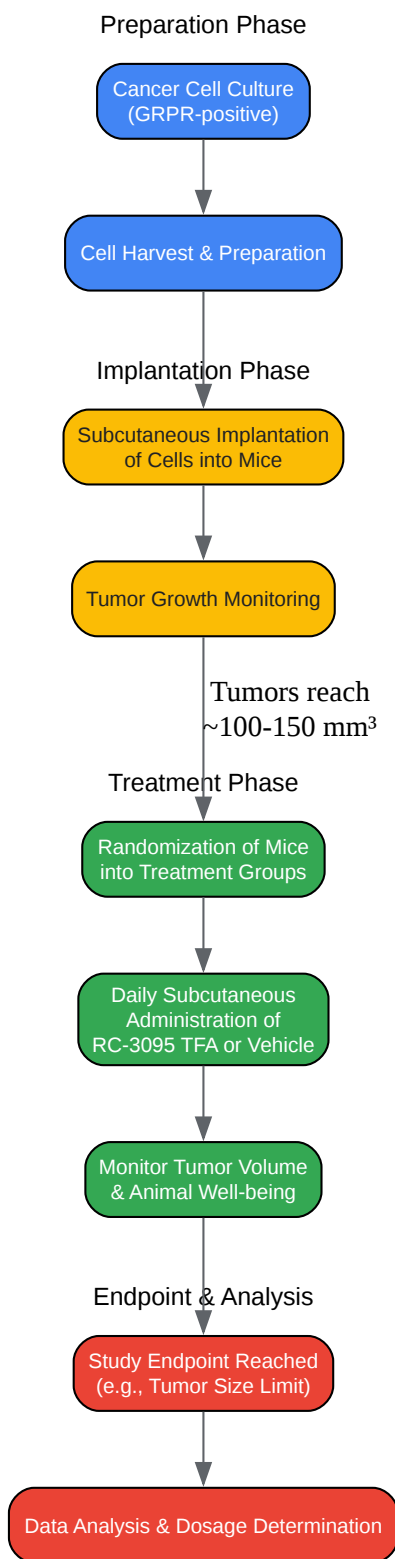 Preparation Phase
Cancer Cell Culture
(GRPR-positive)
Cell Harvest & Preparation
Implantation Phase
Subcutaneous Implantation
of Cells into Mice
Tumor Growth Monitoring
Tumors reach
~100-150 mm³
Treatment Phase
Randomization of Mice
into Treatment Groups
Daily Subcutaneous
Administration of
RC-3095 TFA or Vehicle
Monitor Tumor Volume
& Animal Well-being
Endpoint & Analysis
Study Endpoint Reached
(e.g., Tumor Size Limit)
Data Analysis & Dosage Determination